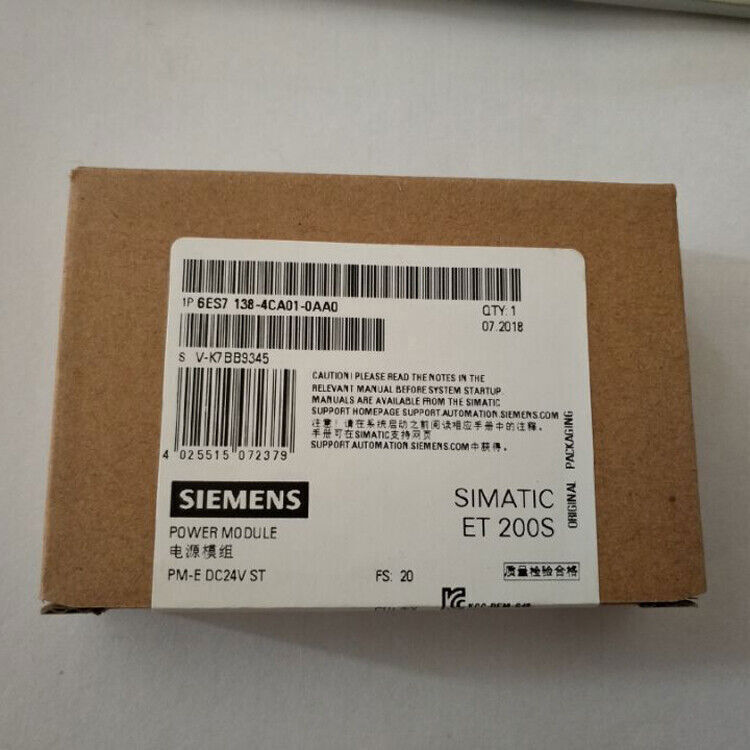 1P 6ES7 138-4CA01-0AA0
QTY: 1
07.2018
S V-K7BB9345
CAUTION! PLEASE READ THE NOTES IN THE
RELEVANT MANUAL BEFORE SYSTEM STARTUP.
MANUALS ARE AVAILABLE FROM THE SIMATIC
SUPPORT HOMEPAGE SUPPORT.AUTOMATION.SIEMENS.COM
注意!请在系统启动之前阅读相应手册中的注释。
手册可在SIMATIC支持网页
SUPPORT.AUTOMATION.SIEMENS.COM中获得。
4 025515 072379
ORIGINAL PACKAGING
SIEMENS
SIMATIC
ET 200S
POWER MODULE
电源模组
PM-E DC24V ST
FS: 20
质量检验合格